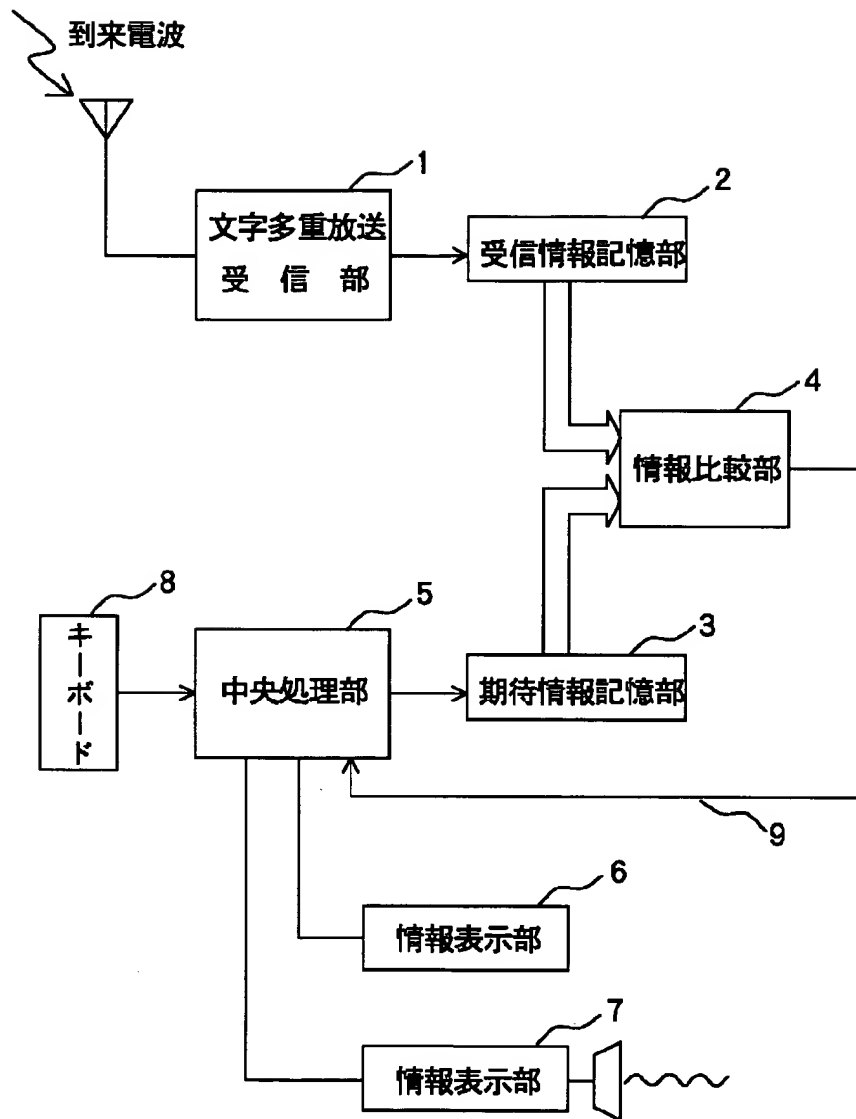 到来電波
1
文字多重放送
受信部
2
受信情報記憶部
4
情報比較部
8
キーボード
5
中央処理部
3
期待情報記憶部
9
6
情報表示部
7
情報表示部